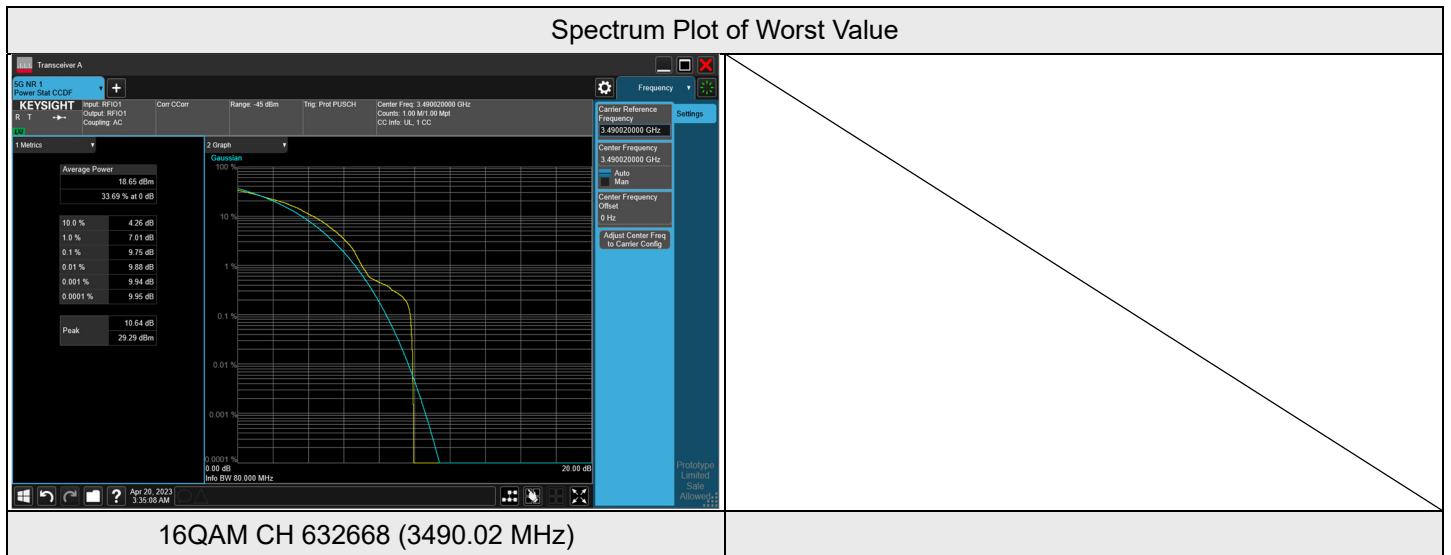 Spectrum Plot of Worst Value
Transceiver A
5G NR 1
Power Stat CCDF
Frequency
KEYSIGHT
R T
LXI
Input: RFIO1
Output: RFIO1
Coupling: AC
Corr CCorr
Range: -45 dBm
Trig: Prot PUSCH
Center Freq: 3.490020000 GHz
Counts: 1.00 M/1.00 Mpt
CC Info: UL, 1 CC
Carrier Reference
Frequency
3.490020000 GHz
Settings
Center Frequency
3.490020000 GHz
Auto
Man
Center Frequency
Offset
0 Hz
Adjust Center Freq
to Carrier Config
1 Metrics
Average Power
18.65 dBm
33.69 % at 0 dB
10.0 % 4.26 dB
1.0 % 7.01 dB
0.1 % 9.75 dB
0.01 % 9.88 dB
0.001 % 9.94 dB
0.0001 % 9.95 dB
Peak
10.64 dB
29.29 dBm
2 Graph
Gaussian
100 %
10 %
1 %
0.1 %
0.01 %
0.001 %
0.0001 %
0.00 dB
20.00 dB
Info BW 80.000 MHz
Prototype
Limited
Sale
Allowed
?
Apr 20, 2023
3:35:08 AM
16QAM CH 632668 (3490.02 MHz)